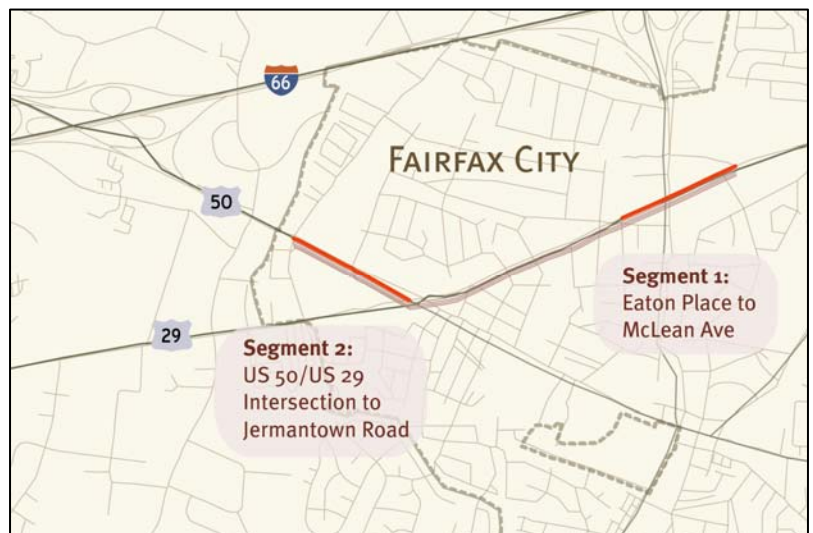 66
FAIRFAX CITY
50
Segment 1:
Eaton Place to
McLean Ave
29
Segment 2:
US 50/US 29
Intersection to
Jermantown Road